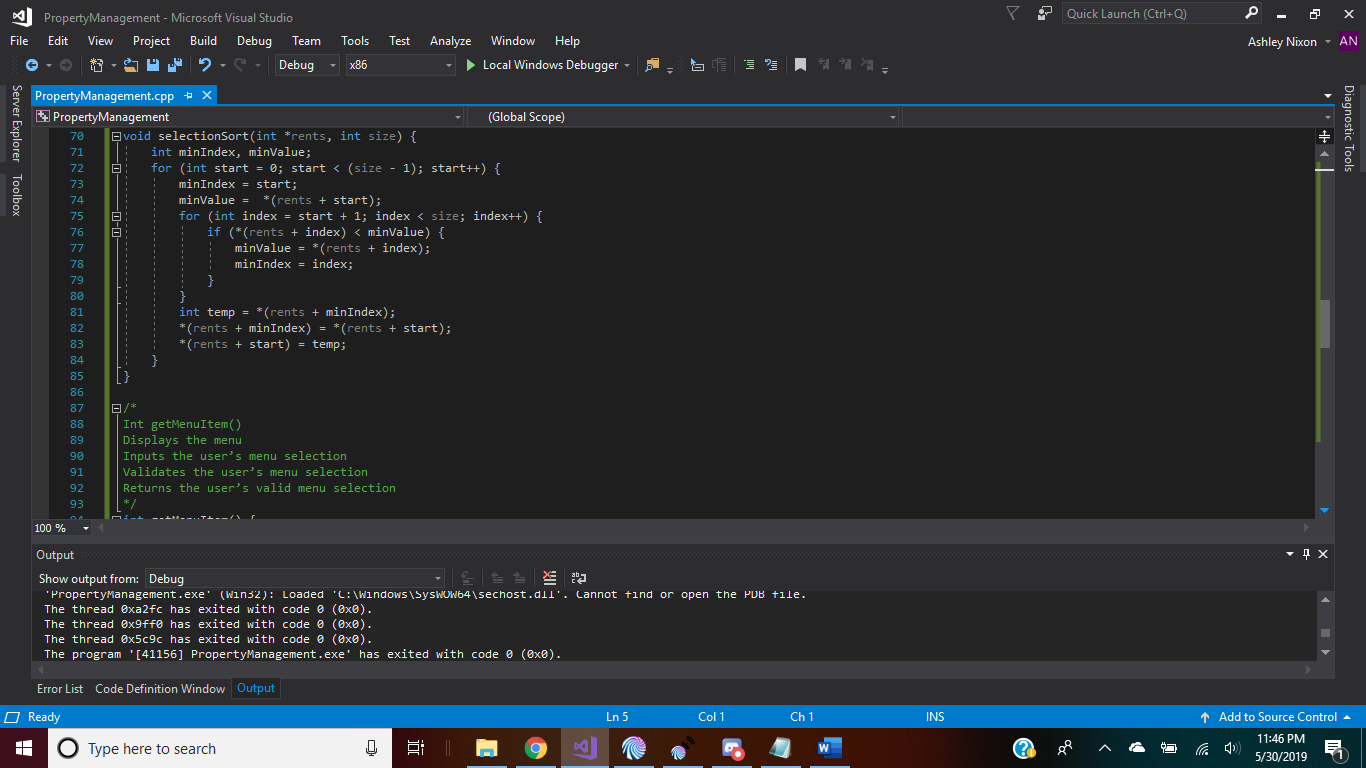 PropertyManagement - Microsoft Visual Studio
Quick Launch (Ctrl+Q)
File Edit View Project Build Debug Team Tools Test Analyze Window Help
Ashley Nixon AN
Debug x86 Local Windows Debugger
Server Explorer
Toolbox
Diagnostic Tools
PropertyManagement.cpp
PropertyManagement (Global Scope)
70 void selectionSort(int *rents, int size) {
71 int minIndex, minValue;
72 for (int start = 0; start < (size - 1); start++) {
73 minIndex = start;
74 minValue =  *(rents + start);
75 for (int index = start + 1; index < size; index++) {
76 if (*(rents + index) < minValue) {
77 minValue = *(rents + index);
78 minIndex = index;
79 }
80 }
81 int temp = *(rents + minIndex);
82 *(rents + minIndex) = *(rents + start);
83 *(rents + start) = temp;
84 }
85 }
86
87 /*
88 Int getMenuItem()
89 Displays the menu
90 Inputs the user’s menu selection
91 Validates the user’s menu selection
92 Returns the user’s valid menu selection
93 */
94 int getMenuItem() {
100 %
Output
Show output from: Debug
'PropertyManagement.exe' (Win32): Loaded 'C:\Windows\SysWOW64\sechost.dll'. Cannot find or open the PDB file.
The thread 0xa2fc has exited with code 0 (0x0).
The thread 0x9ff0 has exited with code 0 (0x0).
The thread 0x5c9c has exited with code 0 (0x0).
The program '[41156] PropertyManagement.exe' has exited with code 0 (0x0).
Error List Code Definition Window Output
Ready Ln 5 Col 1 Ch 1 INS Add to Source Control
Type here to search
11:46 PM
5/30/2019
1